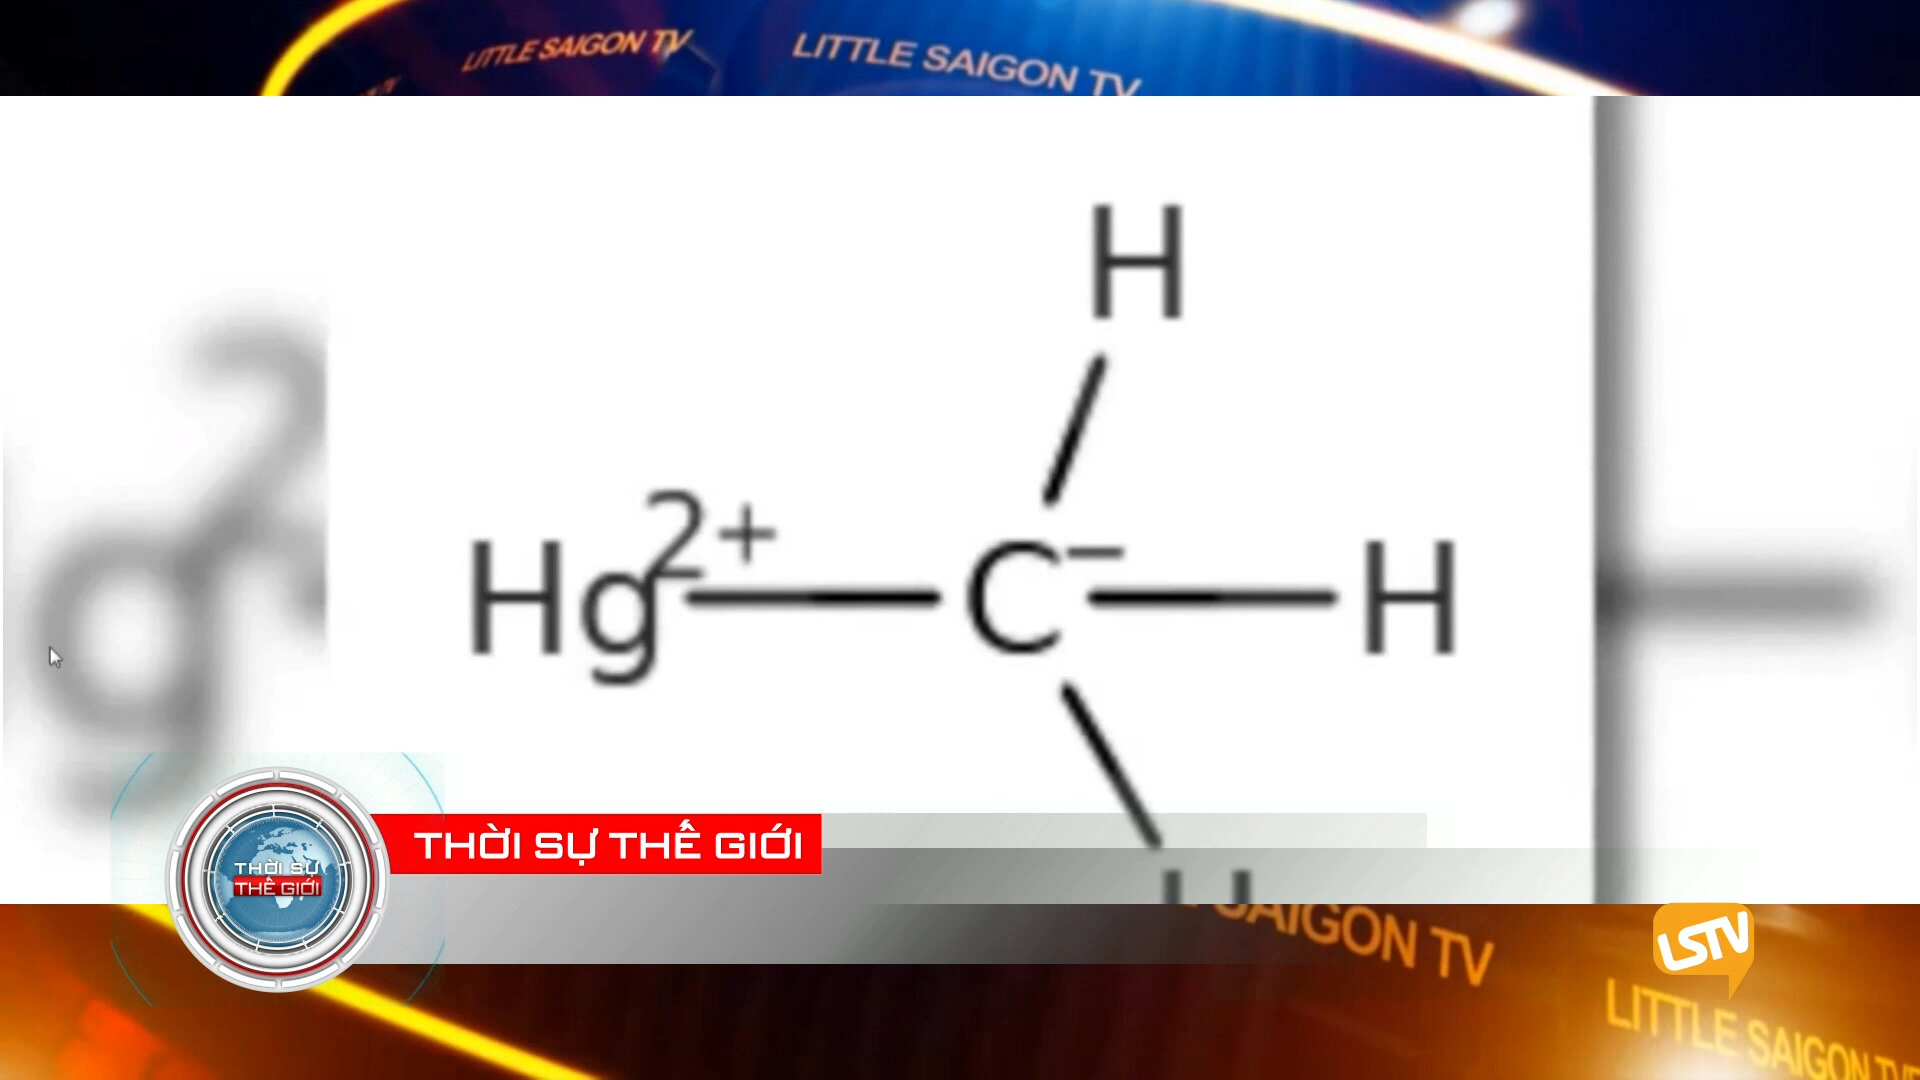 LITTLE SAIGON TV
LITTLE SAIGON TV
H
Hg2+
C−
H
H
THỜI SỰ THẾ GIỚI
THỜI SỰ
THẾ GIỚI
SAIGON TV
LSTV
LITTLE SAIGON TV